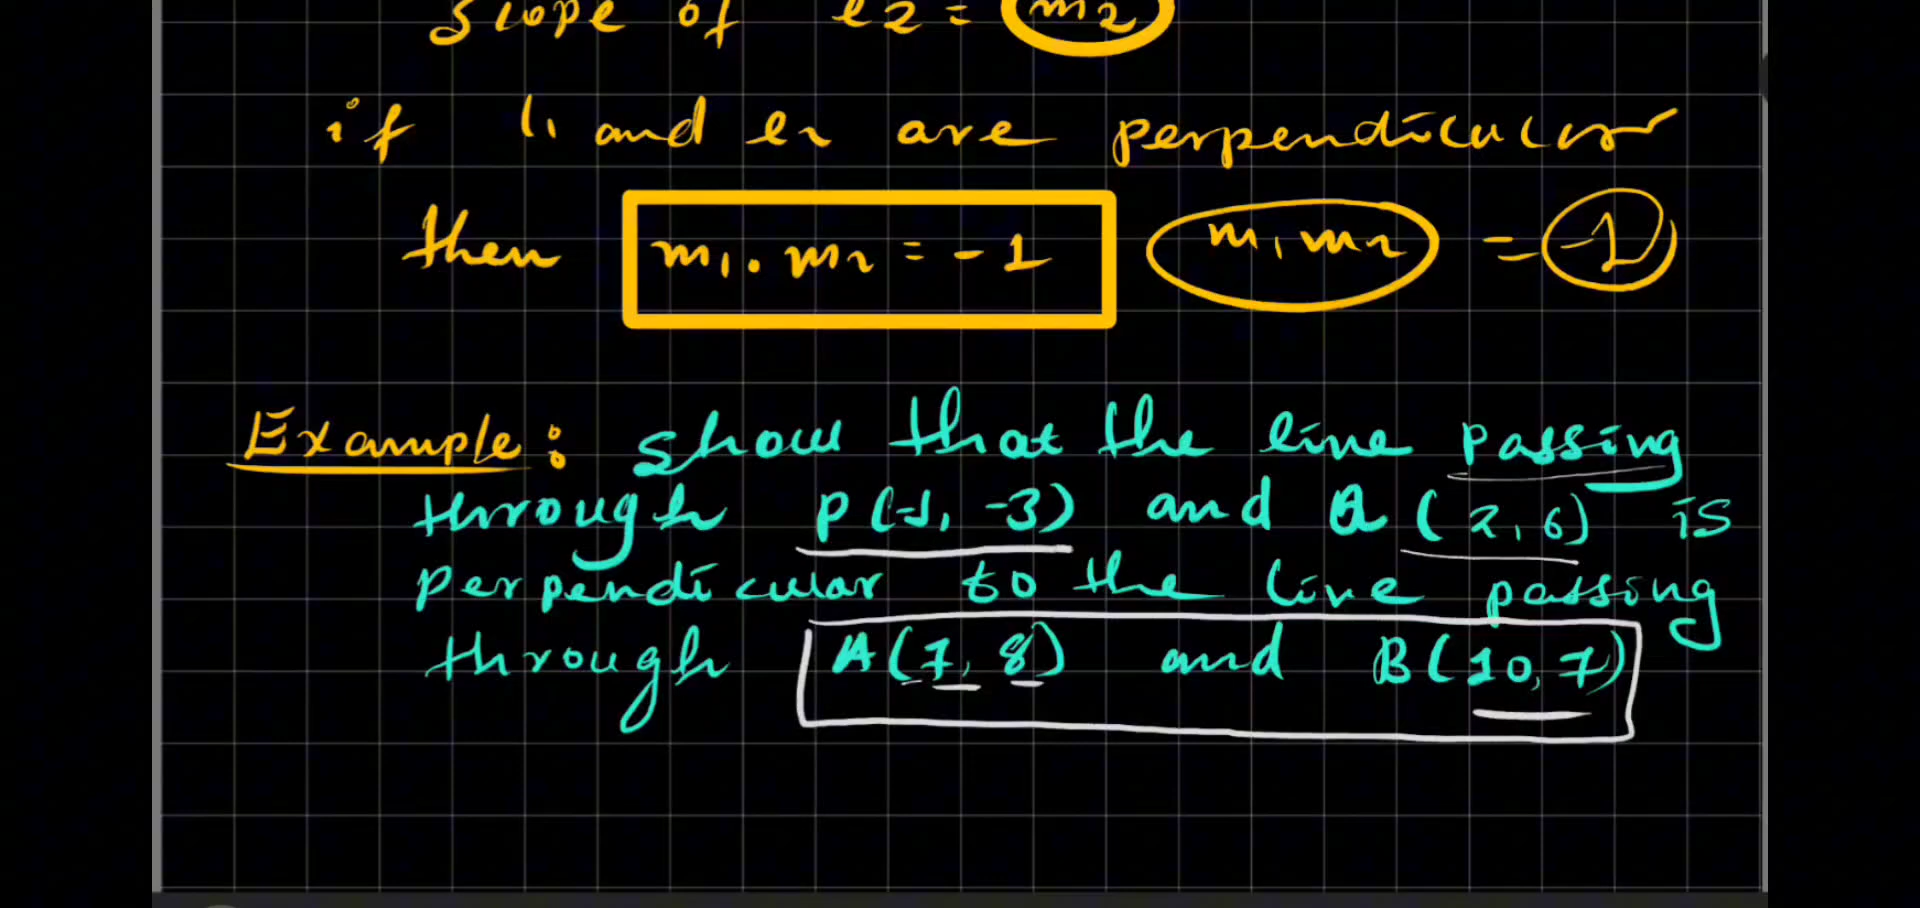 slope of l2 = m2
if l1 and l2 are perpendicular
then m1 . m2 = -1 m1 m2 = -1
Example: show that the line passing
through P(-1, -3) and Q(2, 6) is
perpendicular to the line passing
through A(7, 8) and B(10, 7)